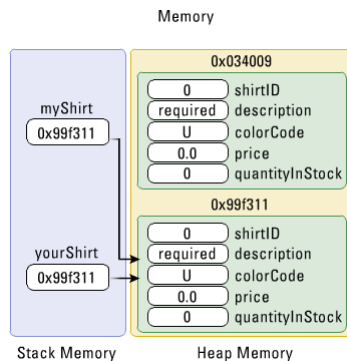 Memory
0x034009
0 shirtID
required description
U colorCode
0.0 price
0 quantityInStock
myShirt
0x99f311
0x99f311
0 shirtID
required description
U colorCode
0.0 price
0 quantityInStock
yourShirt
0x99f311
Stack Memory
Heap Memory